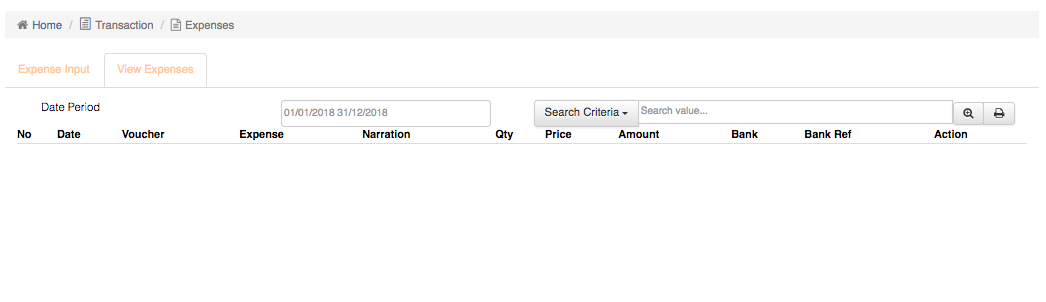 Home / Transaction / Expenses
Expense Input View Expenses
Date Period 01/01/2018 31/12/2018 Search Criteria Search value...
No Date Voucher Expense Narration Qty Price Amount Bank Bank Ref Action